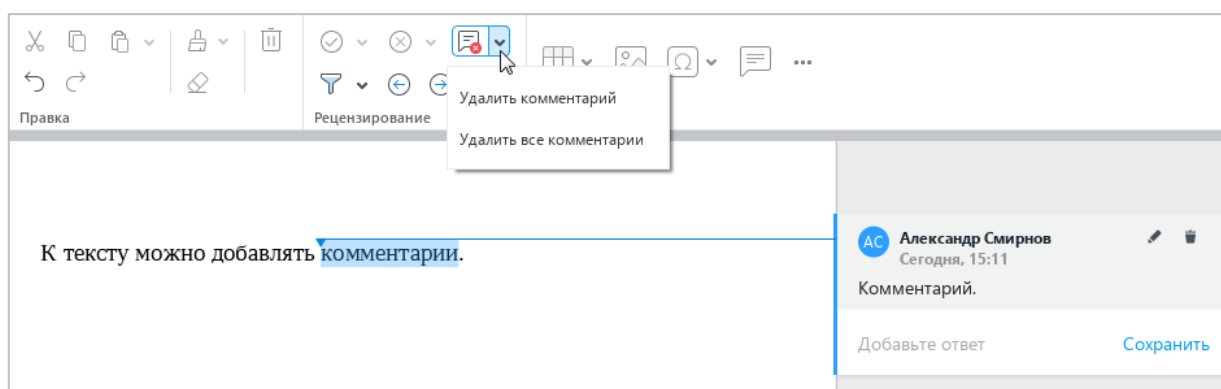 Удалить комментарий
Правка
Рецензирование
Удалить все комментарии
К тексту можно добавлять комментарии.
АС
Александр Смирнов
Сегодня, 15:11
Комментарий.
Добавьте ответ
Сохранить